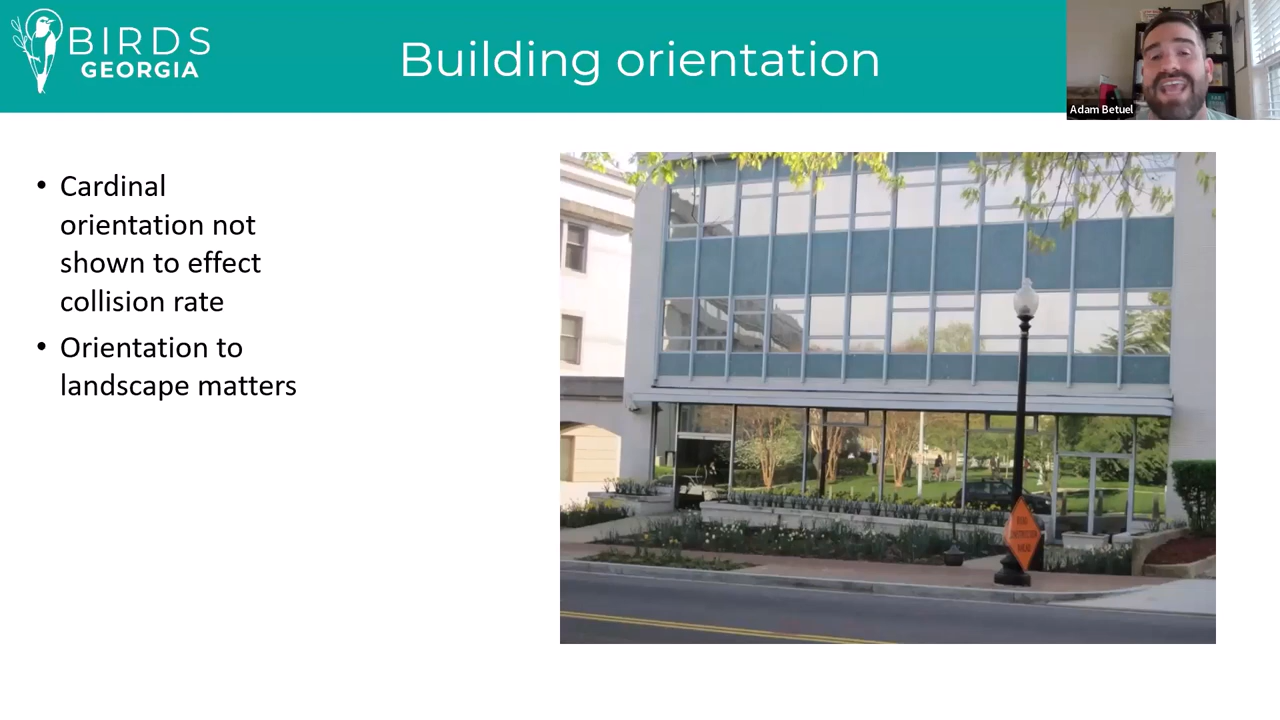 BIRDS
GEORGIA
Building orientation
Adam Betuel
• Cardinal
orientation not
shown to effect
collision rate
• Orientation to
landscape matters